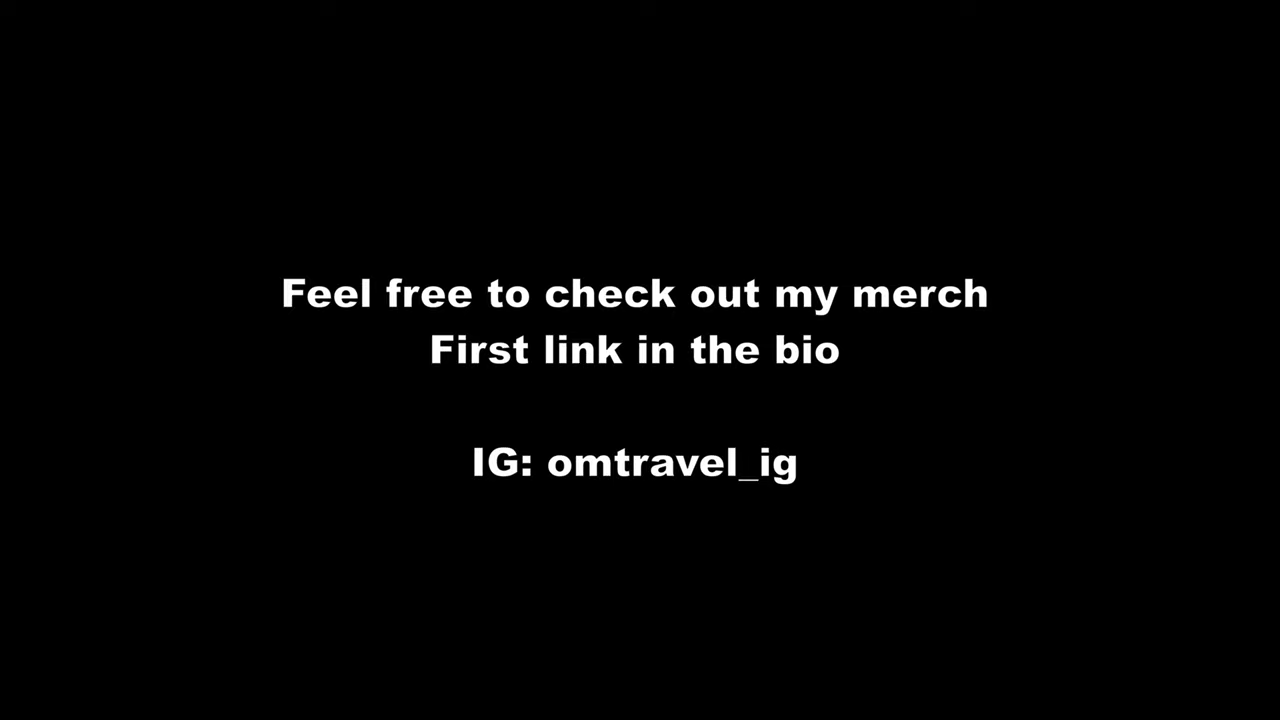 Feel free to check out my merch
First link in the bio
IG: omtravel_ig